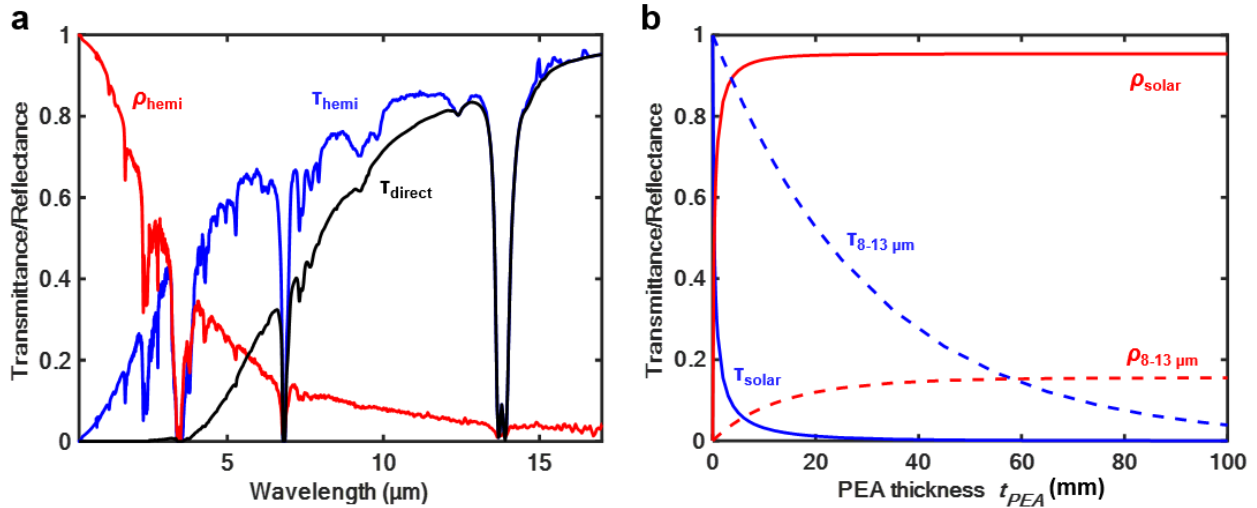 a
Transmittance/Reflectance
1
0.8
0.6
0.4
0.2
0
ρhemi
τhemi
τdirect
5
10
15
Wavelength (μm)
b
Transmittance/Reflectance
1
0.8
0.6
0.4
0.2
0
ρsolar
τ8-13 μm
ρ8-13 μm
τsolar
0
20
40
60
80
100
PEA thickness tPEA (mm)